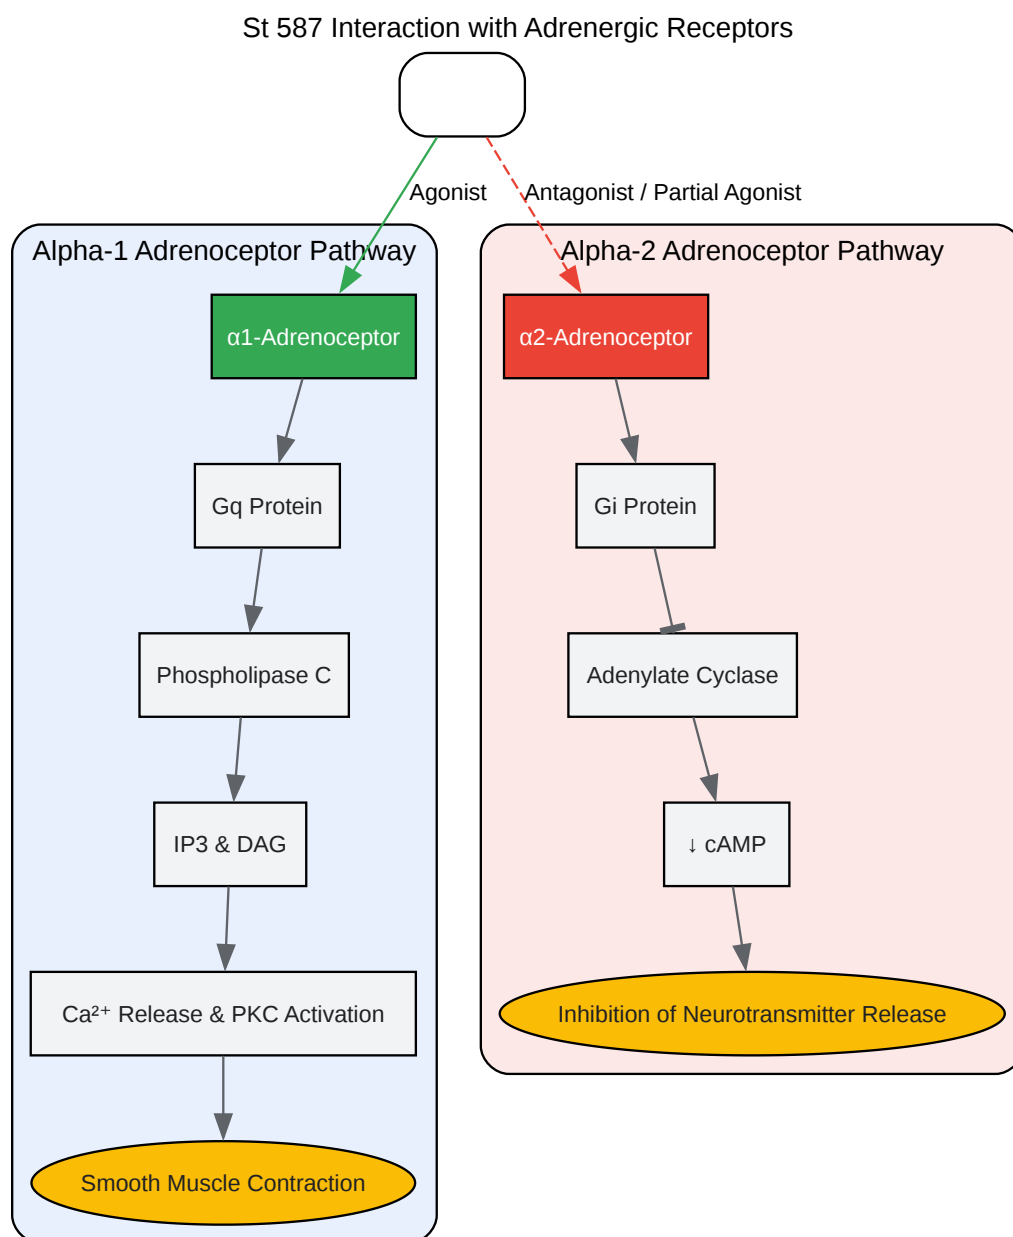 St 587 Interaction with Adrenergic Receptors
Agonist
Antagonist / Partial Agonist
Alpha-1 Adrenoceptor Pathway
α1-Adrenoceptor
Gq Protein
Phospholipase C
IP3 & DAG
Ca²⁺ Release & PKC Activation
Smooth Muscle Contraction
Alpha-2 Adrenoceptor Pathway
α2-Adrenoceptor
Gi Protein
Adenylate Cyclase
↓ cAMP
Inhibition of Neurotransmitter Release